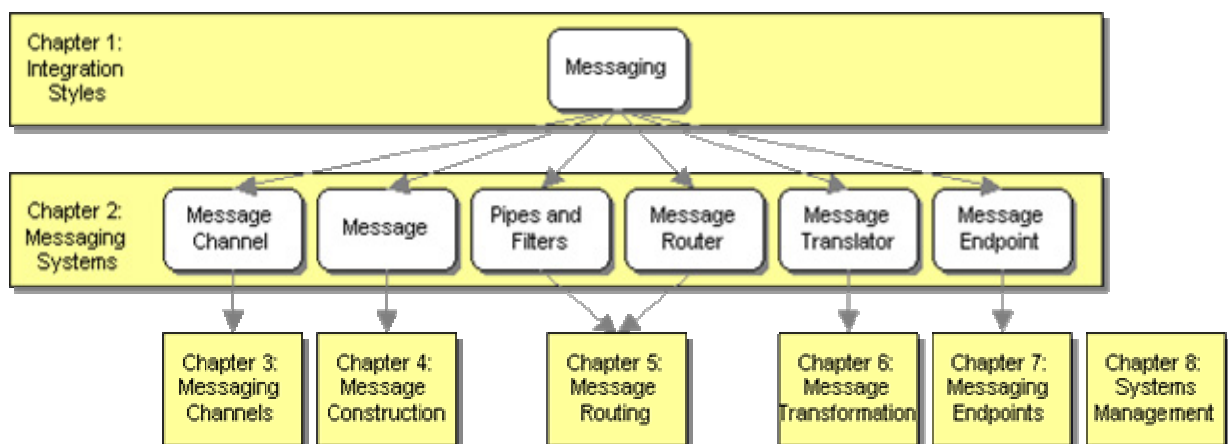 Chapter 1:
Integration
Styles
Messaging
Chapter 2:
Messaging
Systems
Message
Channel
Message
Pipes and
Filters
Message
Router
Message
Translator
Message
Endpoint
Chapter 3:
Messaging
Channels
Chapter 4:
Message
Construction
Chapter 5:
Message
Routing
Chapter 6:
Message
Transformation
Chapter 7:
Messaging
Endpoints
Chapter 8:
Systems
Management